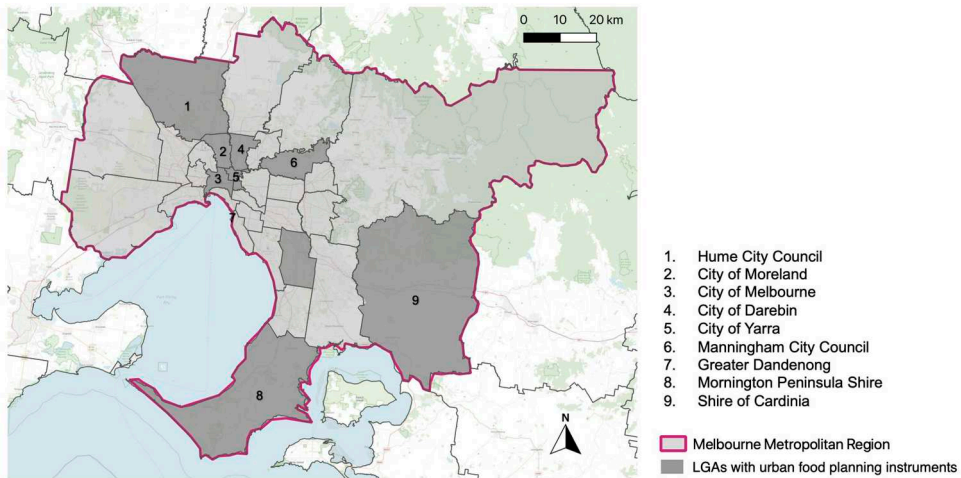 0 10 20 km
1
2
4
6
3
5
7
9
8
N
1. Hume City Council
2. City of Moreland
3. City of Melbourne
4. City of Darebin
5. City of Yarra
6. Manningham City Council
7. Greater Dandenong
8. Mornington Peninsula Shire
9. Shire of Cardinia
Melbourne Metropolitan Region
LGAs with urban food planning instruments